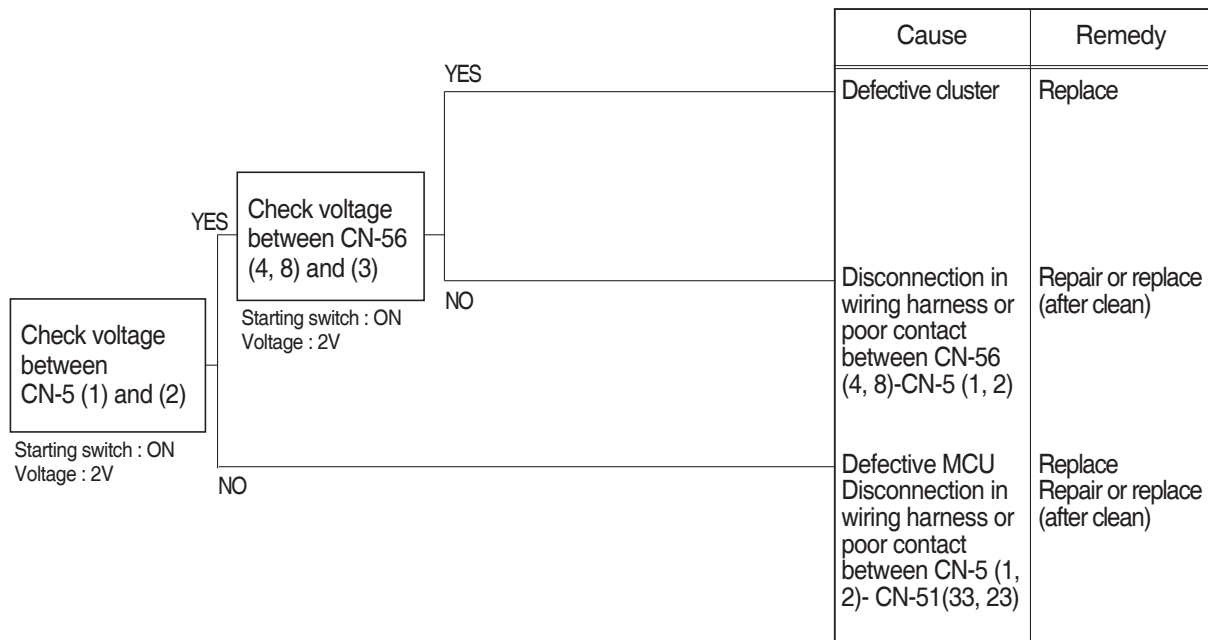 Cause
Remedy
YES
Defective cluster
Replace
YES
Check voltage
between CN-56
(4, 8) and (3)
Starting switch : ON
Voltage : 2V
NO
Disconnection in
wiring harness or
poor contact
between CN-56
(4, 8)-CN-5 (1, 2)
Repair or replace
(after clean)
Check voltage
between
CN-5 (1) and (2)
Starting switch : ON
Voltage : 2V
NO
Defective MCU
Disconnection in
wiring harness or
poor contact
between CN-5 (1,
2)- CN-51(33, 23)
Replace
Repair or replace
(after clean)